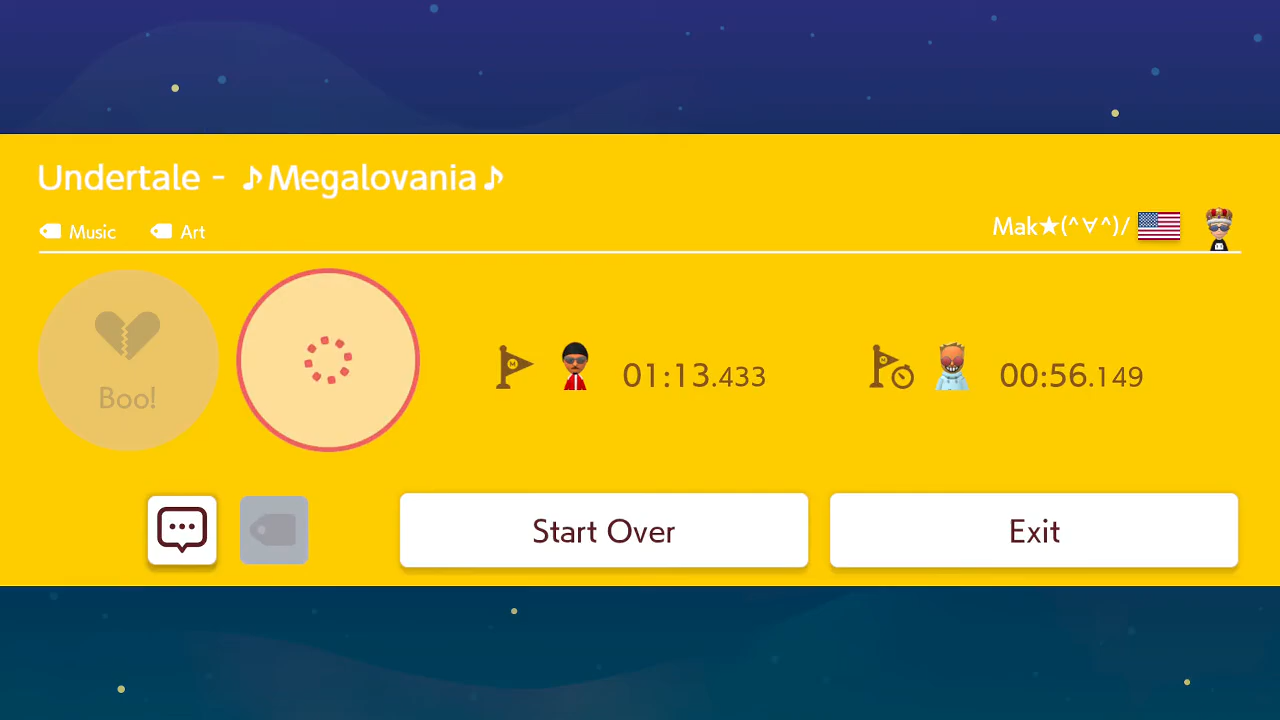 Undertale - ♪Megalovania♪
Music Art
Mak★(^∀^)/
Boo!
M 01:13.433
M 00:56.149
Start Over
Exit